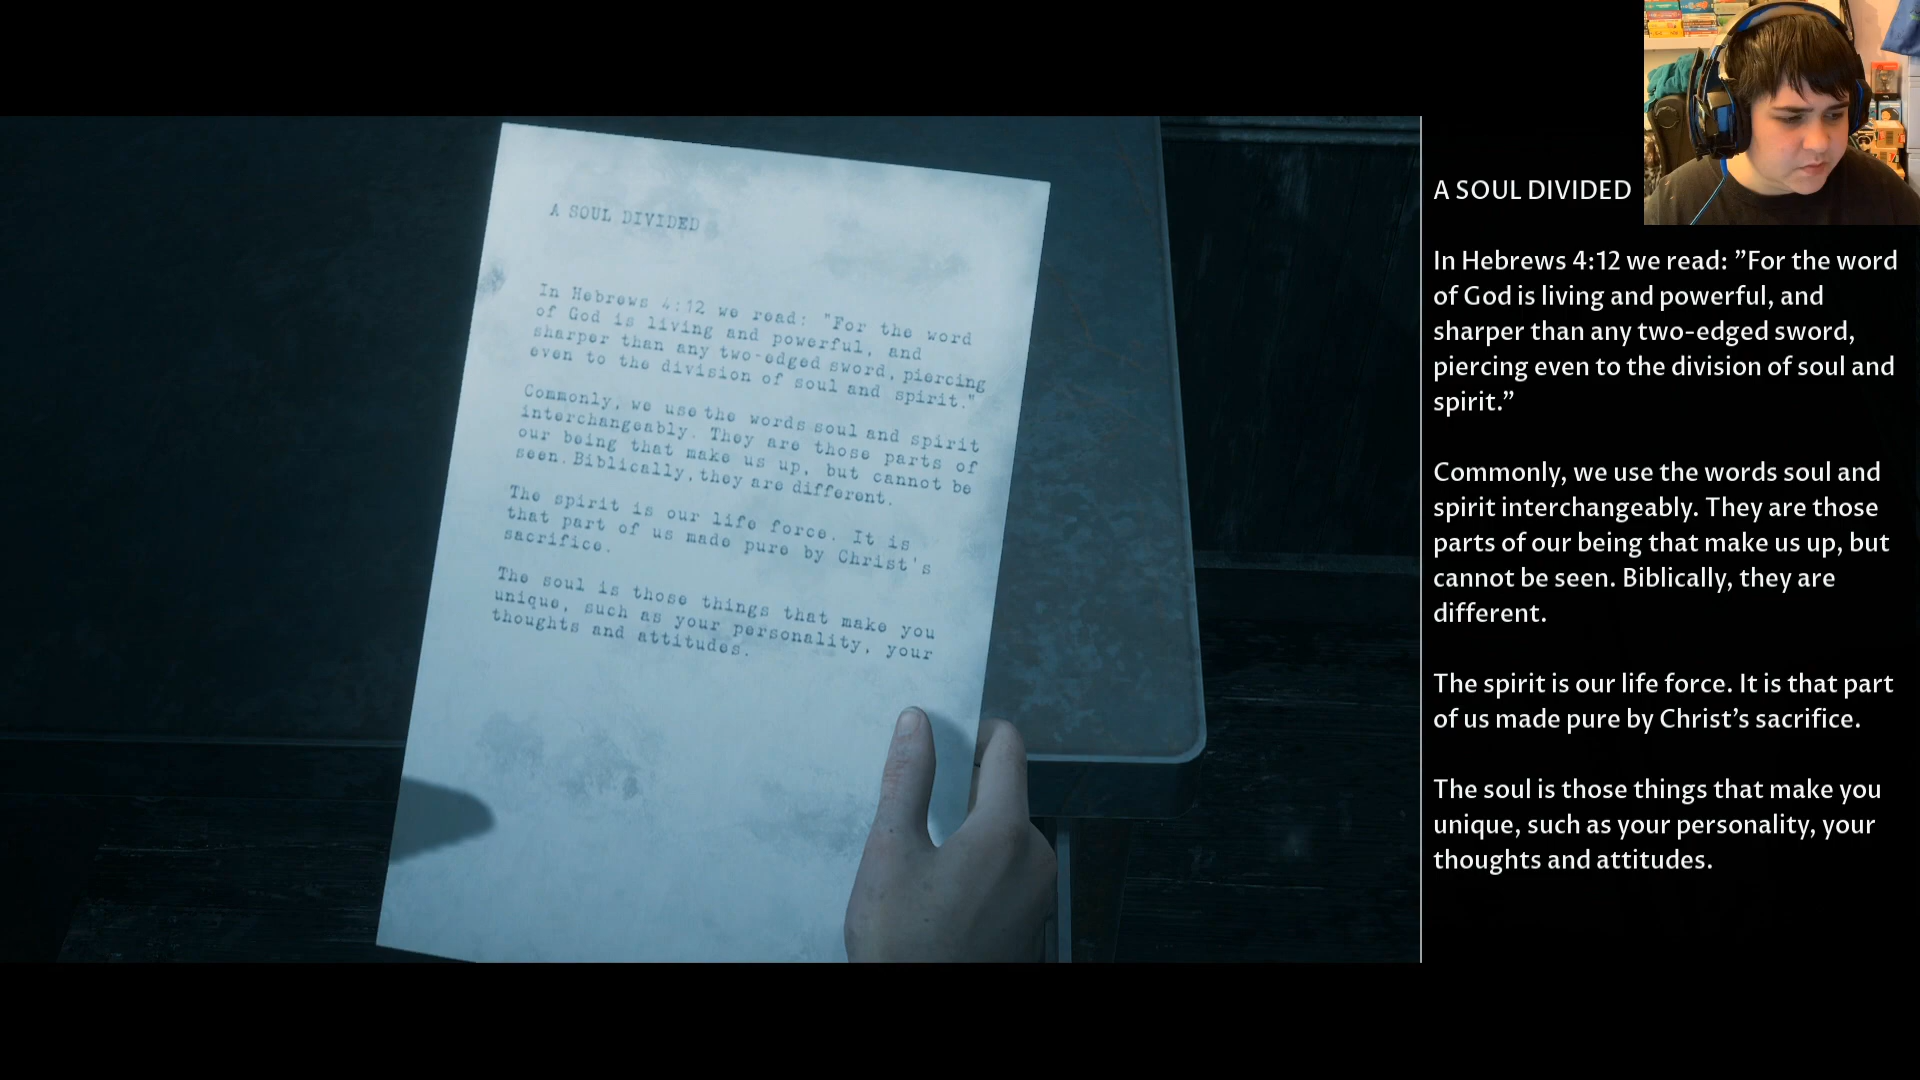 A SOUL DIVIDED
In Hebrews 4:12 we read: "For the word
of God is living and powerful, and
sharper than any two-edged sword, piercing
even to the division of soul and spirit."
Commonly, we use the words soul and spirit
interchangeably. They are those parts of
our being that make us up, but cannot be
seen. Biblically, they are different.
The spirit is our life force. It is
that part of us made pure by Christ's
sacrifice.
The soul is those things that make you
unique, such as your personality, your
thoughts and attitudes.
A SOUL DIVIDED
In Hebrews 4:12 we read: ”For the word
of God is living and powerful, and
sharper than any two-edged sword,
piercing even to the division of soul and
spirit.”
Commonly, we use the words soul and
spirit interchangeably. They are those
parts of our being that make us up, but
cannot be seen. Biblically, they are
different.
The spirit is our life force. It is that part
of us made pure by Christ’s sacrifice.
The soul is those things that make you
unique, such as your personality, your
thoughts and attitudes.